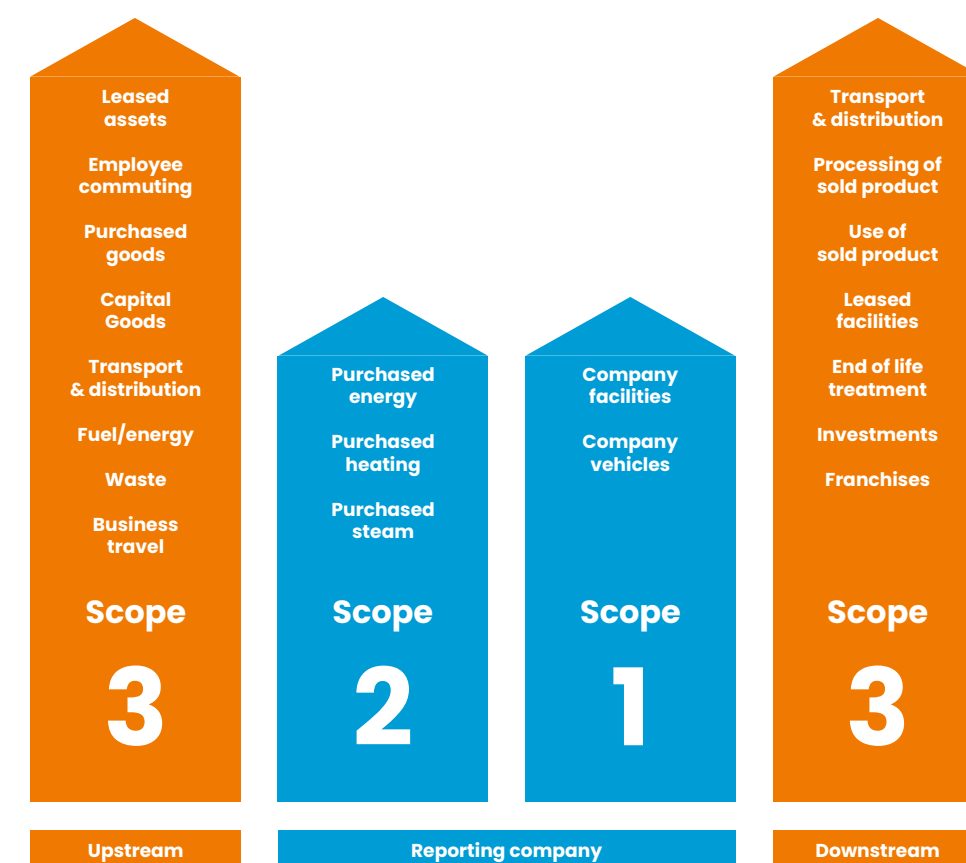 Leased
assets
Employee
commuting
Purchased
goods
Capital
Goods
Transport
& distribution
Fuel/energy
Waste
Business
travel
Scope
3
Purchased
energy
Purchased
heating
Purchased
steam
Scope
2
Company
facilities
Company
vehicles
Scope
1
Transport
& distribution
Processing of
sold product
Use of
sold product
Leased
facilities
End of life
treatment
Investments
Franchises
Scope
3
Upstream
Reporting company
Downstream